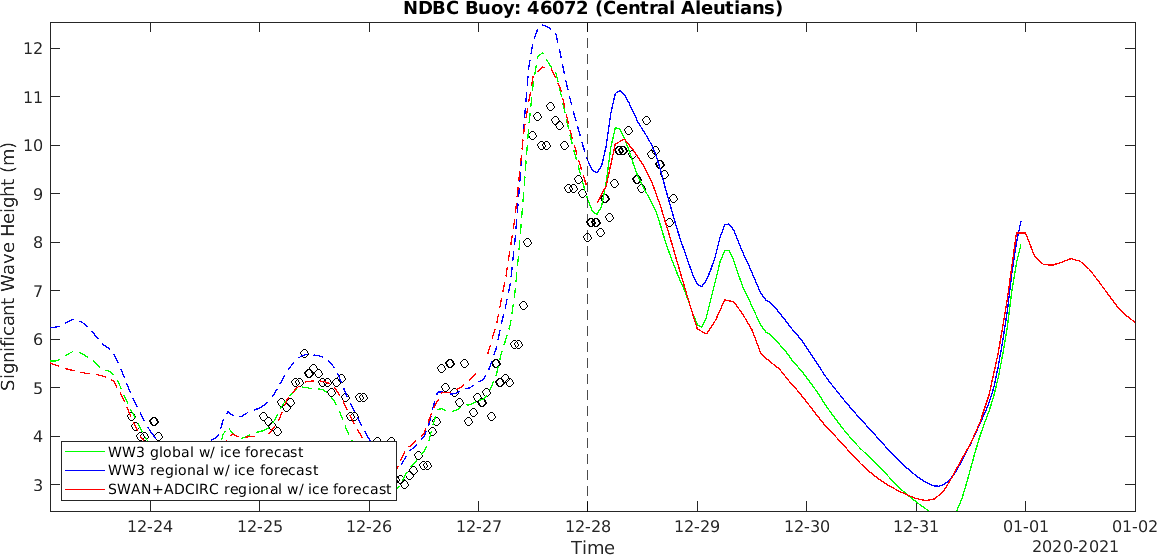 NDBC Buoy: 46072 (Central Aleutians)
Significant Wave Height (m)
12
11
10
9
8
7
6
5
4
3
WW3 global w/ ice forecast
WW3 regional w/ ice forecast
SWAN+ADCIRC regional w/ ice forecast
12-24 12-25 12-26 12-27 12-28 12-29 12-30 12-31 01-01 01-02
Time
2020-2021